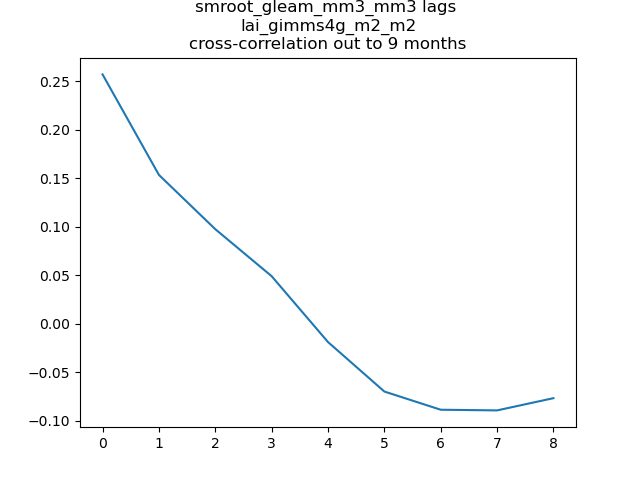 smroot_gleam_mm3_mm3 lags
lai_gimms4g_m2_m2
cross-correlation out to 9 months
0.25
0.20
0.15
0.10
0.05
0.00
−0.05
−0.10
0 1 2 3 4 5 6 7 8